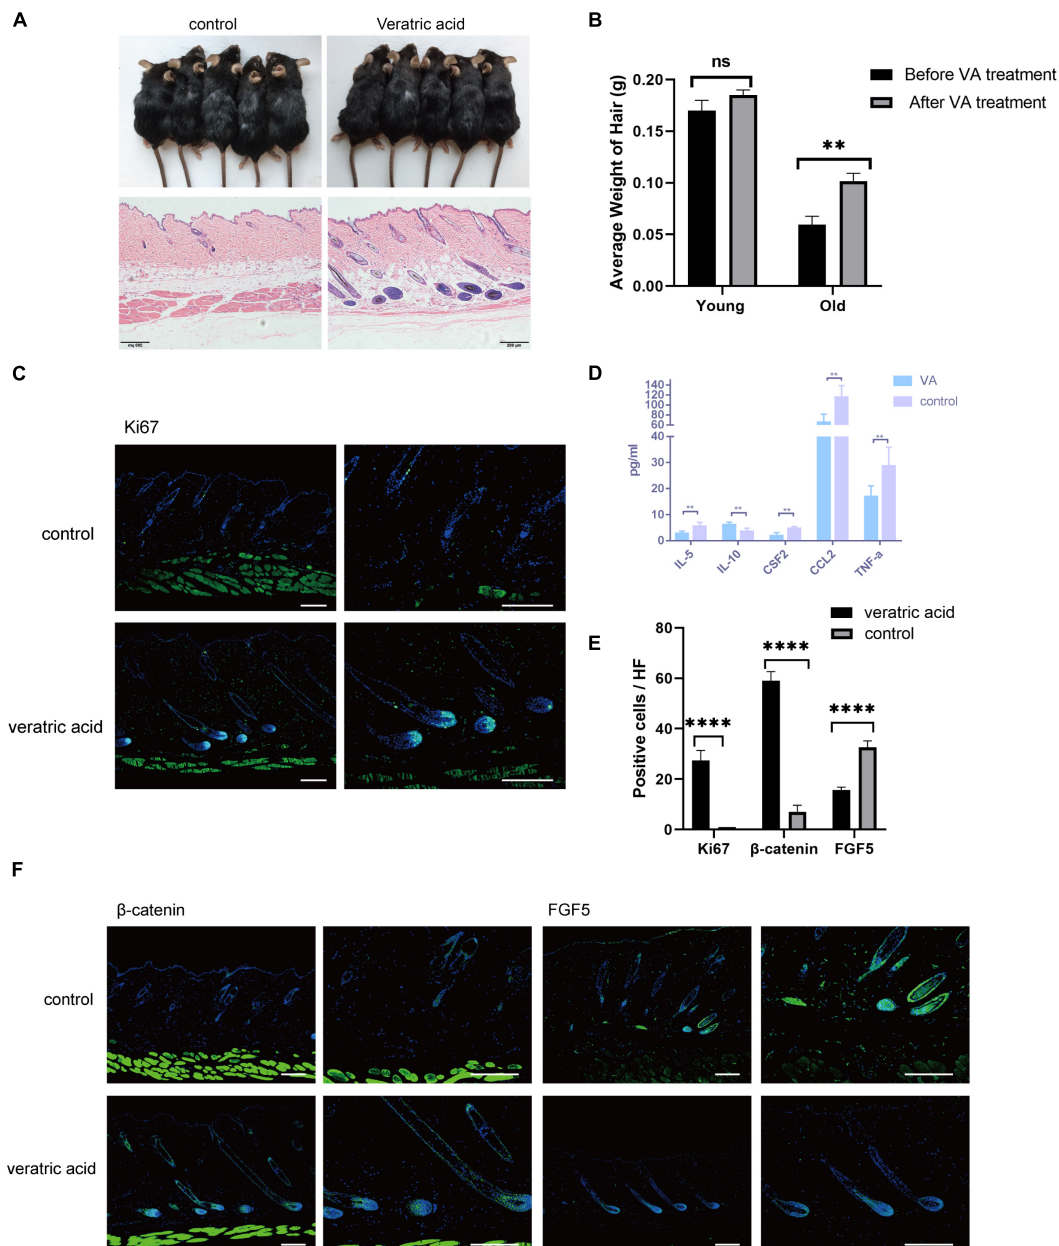 A
control
Veratric acid
200 μm
B
ns
**
Before VA treatment
After VA treatment
Average Weight of Hair (g)
0.20
0.15
0.10
0.05
0.00
Young
Old
C
Ki67
control
veratric acid
D
VA
control
pg/ml
140
120
100
80
60
40
30
20
10
0
**
**
**
**
**
IL-5
IL-10
CSF2
CCL2
TNF-a
E
veratric acid
control
Positive cells / HF
80
60
40
20
0
****
****
****
Ki67
β-catenin
FGF5
F
β-catenin
FGF5
control
veratric acid